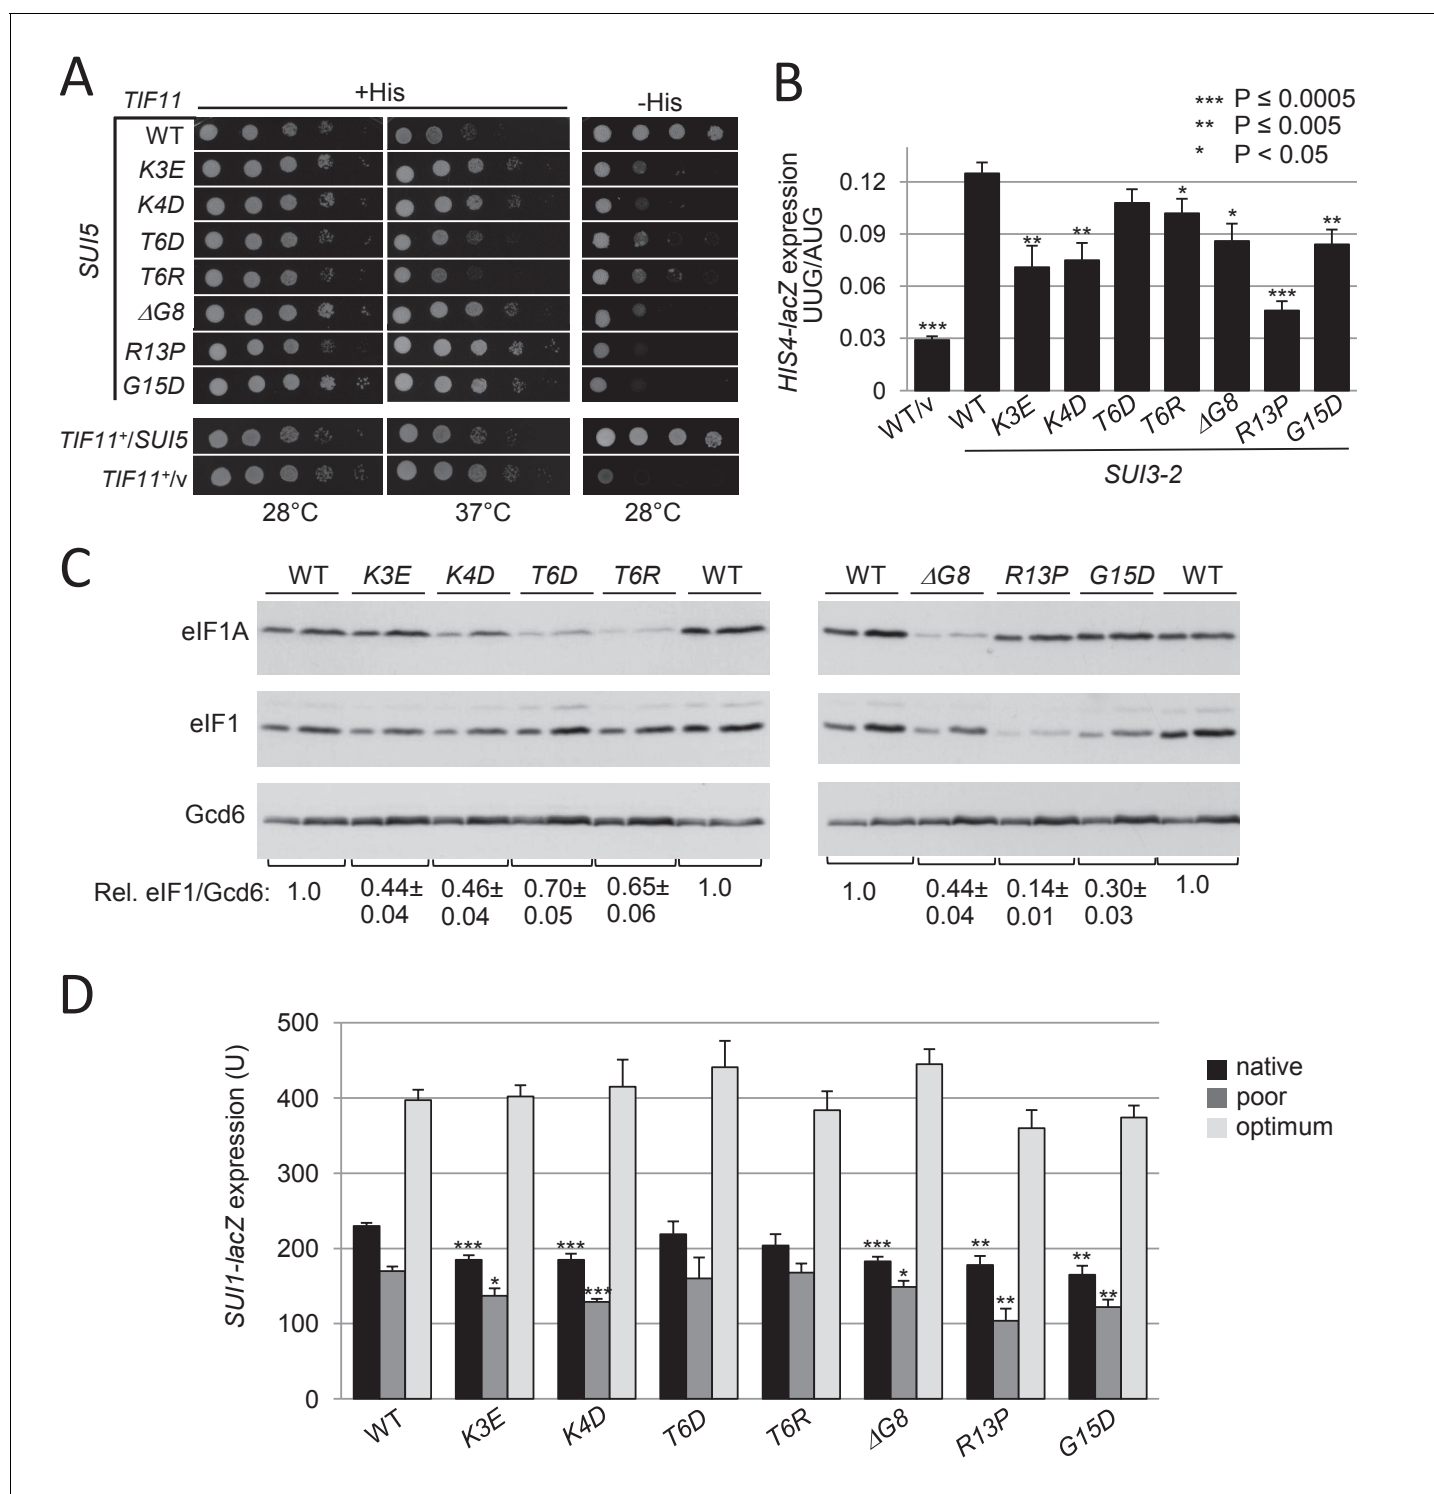 A
TIF11
+His
-His
SUI5
WT
K3E
K4D
T6D
T6R
ΔG8
R13P
G15D
TIF11⁺/SUI5
TIF11⁺/v
28°C
37°C
28°C
B
*** P ≤ 0.0005
** P ≤ 0.005
* P < 0.05
HIS4-lacZ expression
UUG/AUG
0.12
0.09
0.06
0.03
0
***
**
**
*
*
***
**
WT/v
WT
K3E
K4D
T6D
T6R
ΔG8
R13P
G15D
SUI3-2
C
WT K3E K4D T6D T6R WT
WT ΔG8 R13P G15D WT
eIF1A
eIF1
Gcd6
Rel. eIF1/Gcd6: 1.0 0.44± 0.46± 0.70± 0.65± 1.0
0.04 0.04 0.05 0.06
1.0 0.44± 0.14± 0.30± 1.0
0.04 0.01 0.03
D
SUI1-lacZ expression (U)
500
400
300
200
100
0
***
*
***
***
***
*
**
**
**
**
WT
K3E
K4D
T6D
T6R
ΔG8
R13P
G15D
native
poor
optimum